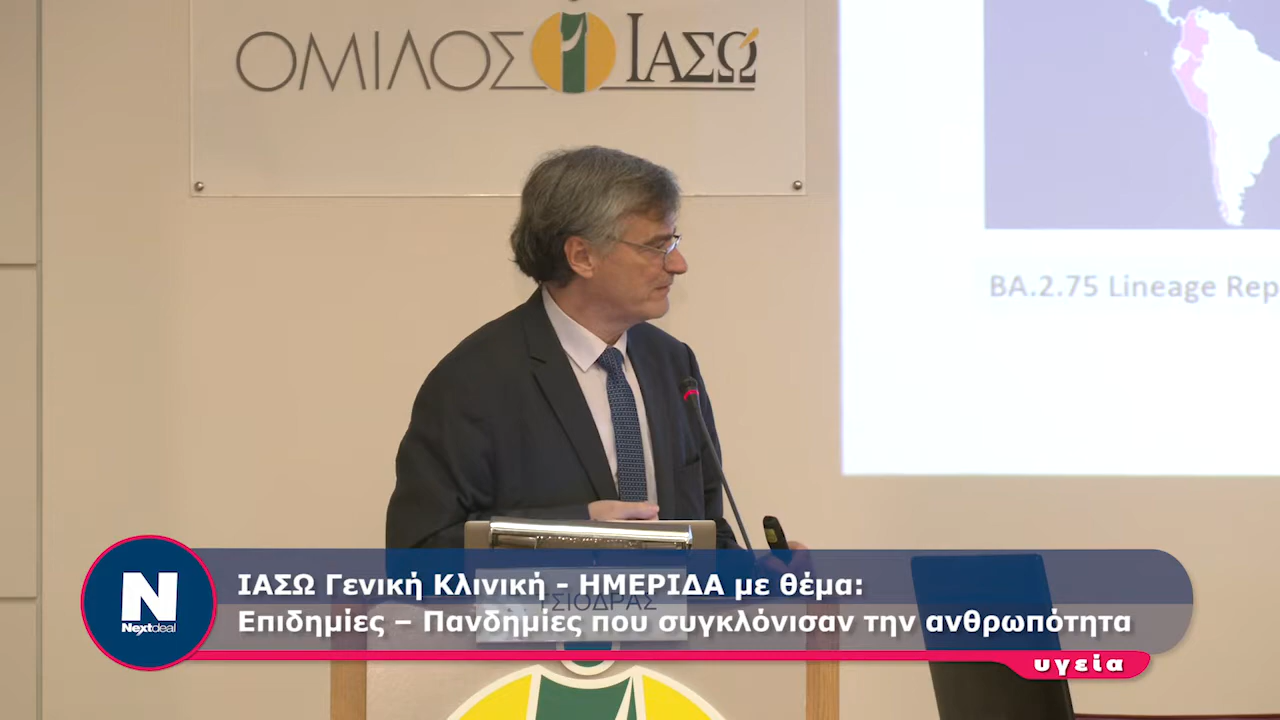 ΟΜΙΛΟΣ ΙΑΣΩ
BA.2.75 Lineage Rep
ΙΑΣΩ Γενική Κλινική - ΗΜΕΡΙΔΑ με θέμα:
ΤΣΙΟΔΡΑΣ
Επιδημίες – Πανδημίες που συγκλόνισαν την ανθρωπότητα
N
Nextdeal
υγεία